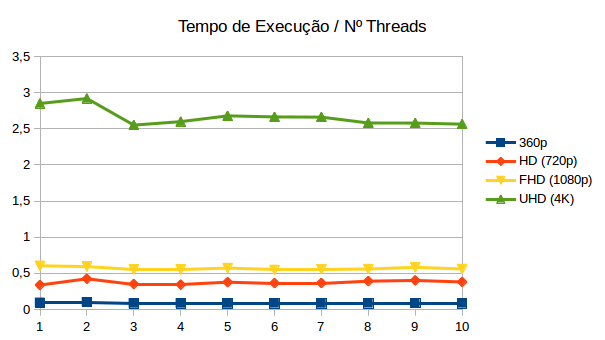 Tempo de Execução / Nº Threads
3,5
3
2,5
2
1,5
1
0,5
0
1 2 3 4 5 6 7 8 9 10
360p
HD (720p)
FHD (1080p)
UHD (4K)